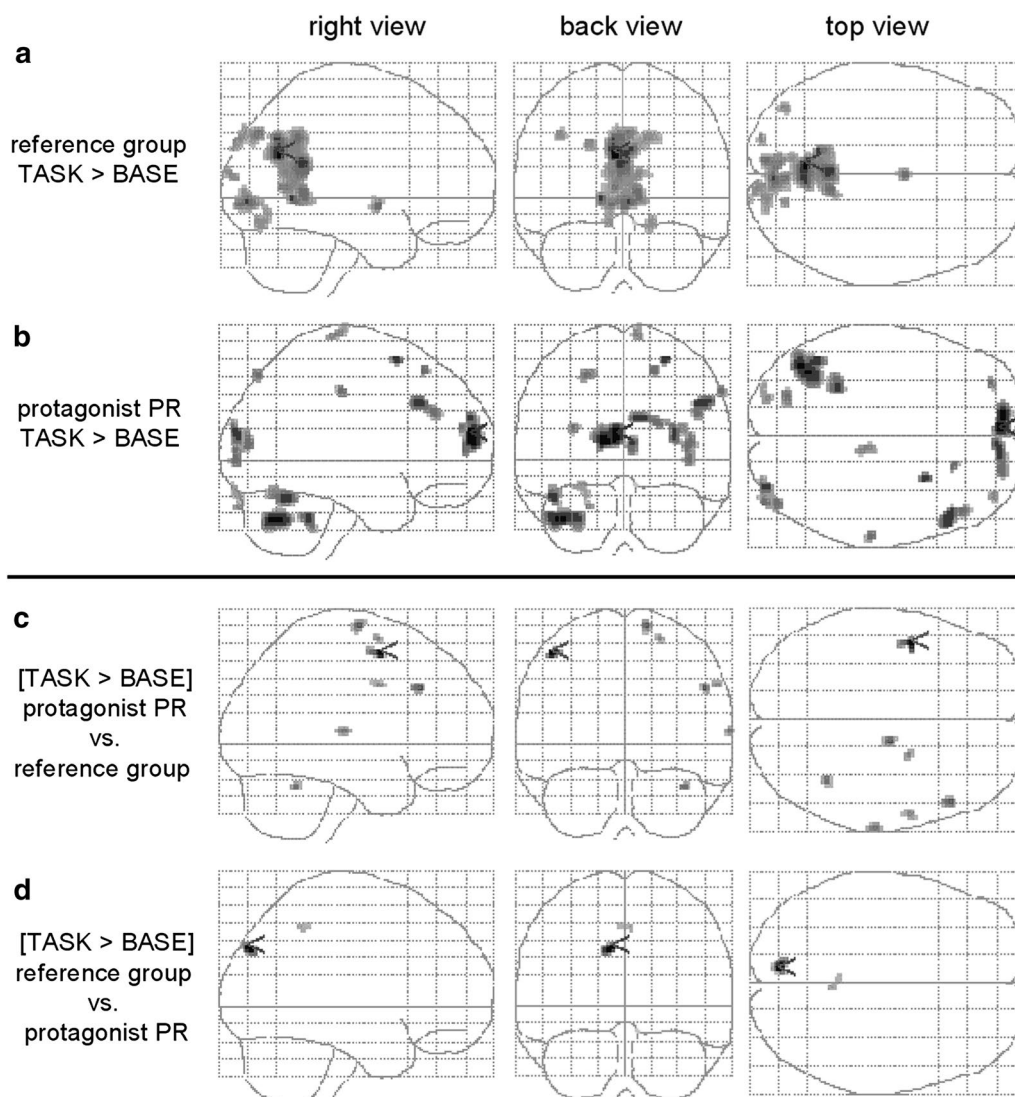 right view
back view
top view
a
reference group
TASK > BASE
b
protagonist PR
TASK > BASE
c
[TASK > BASE]
protagonist PR
vs.
reference group
d
[TASK > BASE]
reference group
vs.
protagonist PR